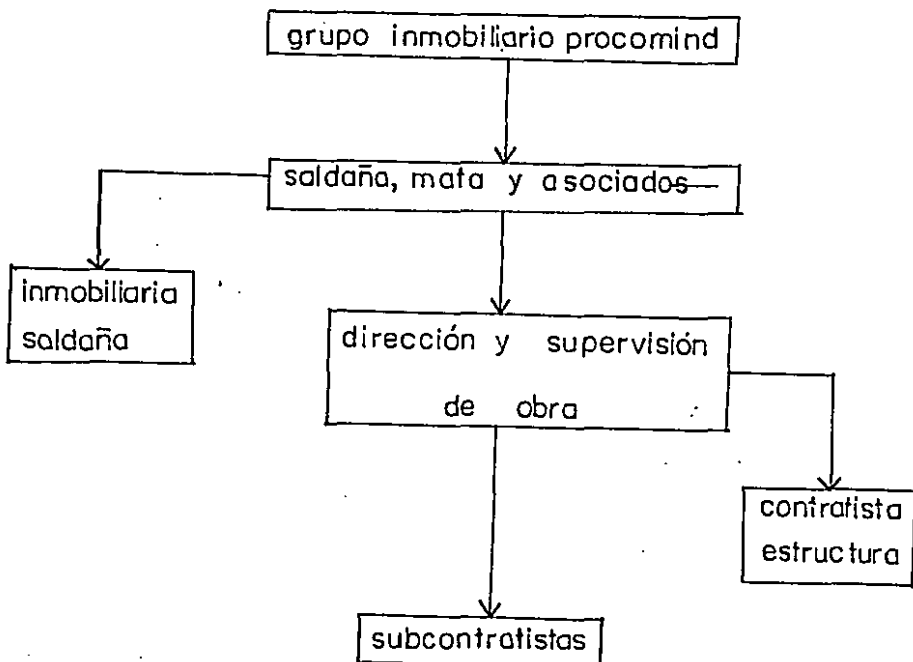 grupo inmobiliario procomind
saldaña, mata y asociados
inmobiliaria
saldaña
dirección y supervisión
de obra
contratista
estructura
subcontratistas